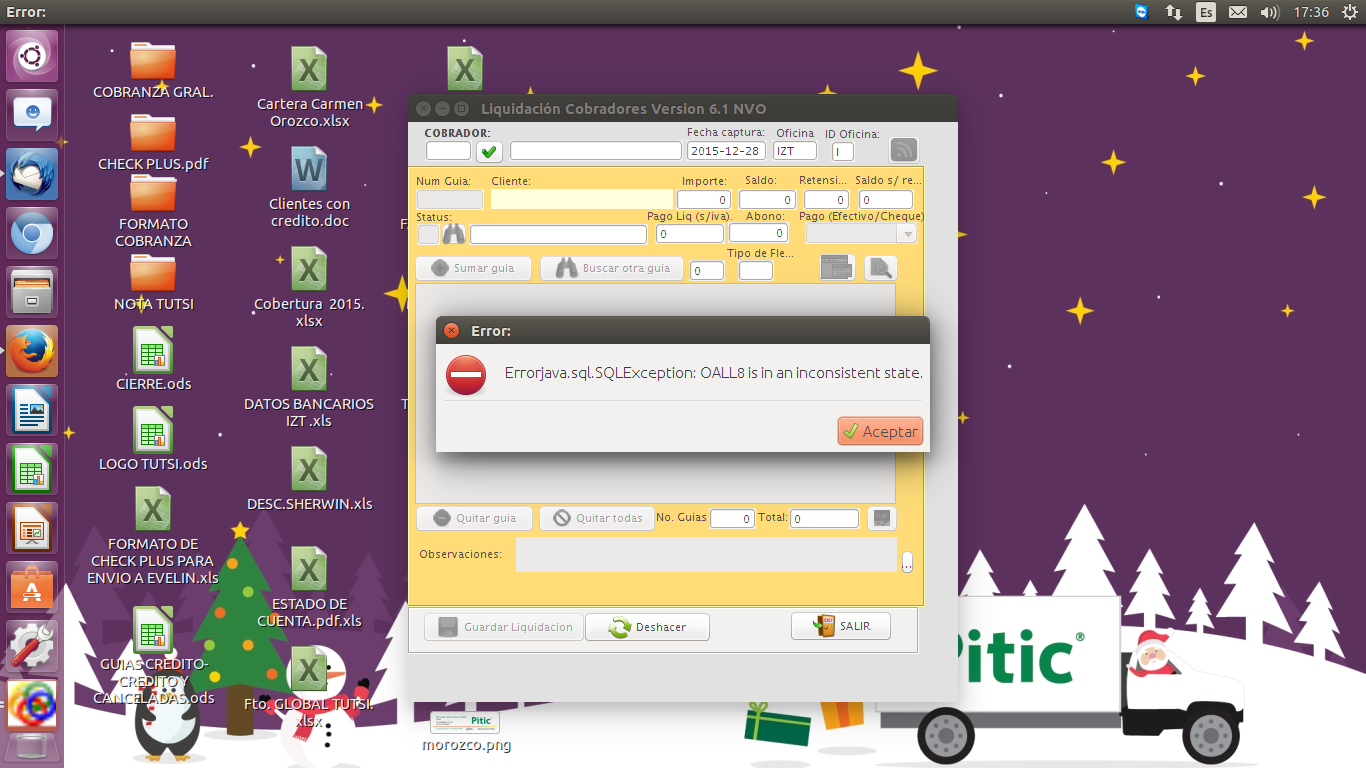 Error:
Es
17:36
COBRANZA GRAL.
CHECK PLUS.pdf
FORMATO
COBRANZA
NOTA TUTSI
CIERRE.ods
LOGO TUTSI.ods
FORMATO DE
CHECK PLUS PARA
ENVIO A EVELIN.xls
GUIAS CREDITO-
CREDITO Y
CANCELADAS.ods
Cartera Carmen
Orozco.xlsx
Clientes con
credito.doc
Cobertura 2015.
xlsx
DATOS BANCARIOS
IZT .xls
DESC.SHERWIN.xls
ESTADO DE
CUENTA.pdf.xls
Fto. GLOBAL TUTSI.
xlsx
Liquidación Cobradores Version 6.1 NVO
COBRADOR:
Fecha captura:
Oficina
ID Oficina:
2015-12-28
IZT
I
Num Guia:
Cliente:
Importe:
Saldo:
Retensi...
Saldo s/ re...
0
0
0
0
Status:
Pago Liq (s/iva).
Abono:
Pago (Efectivo/Cheque)
0
0
Tipo de Fle...
Sumar guia
Buscar otra guia
0
Error:
Errorjava.sql.SQLException: OALL8 is in an inconsistent state.
Aceptar
Quitar guia
Quitar todas
No. Guias
0
Total:
0
Observaciones:
...
Guardar Liquidacion
Deshacer
SALIR
Pitic
morozco.png
Pitic®